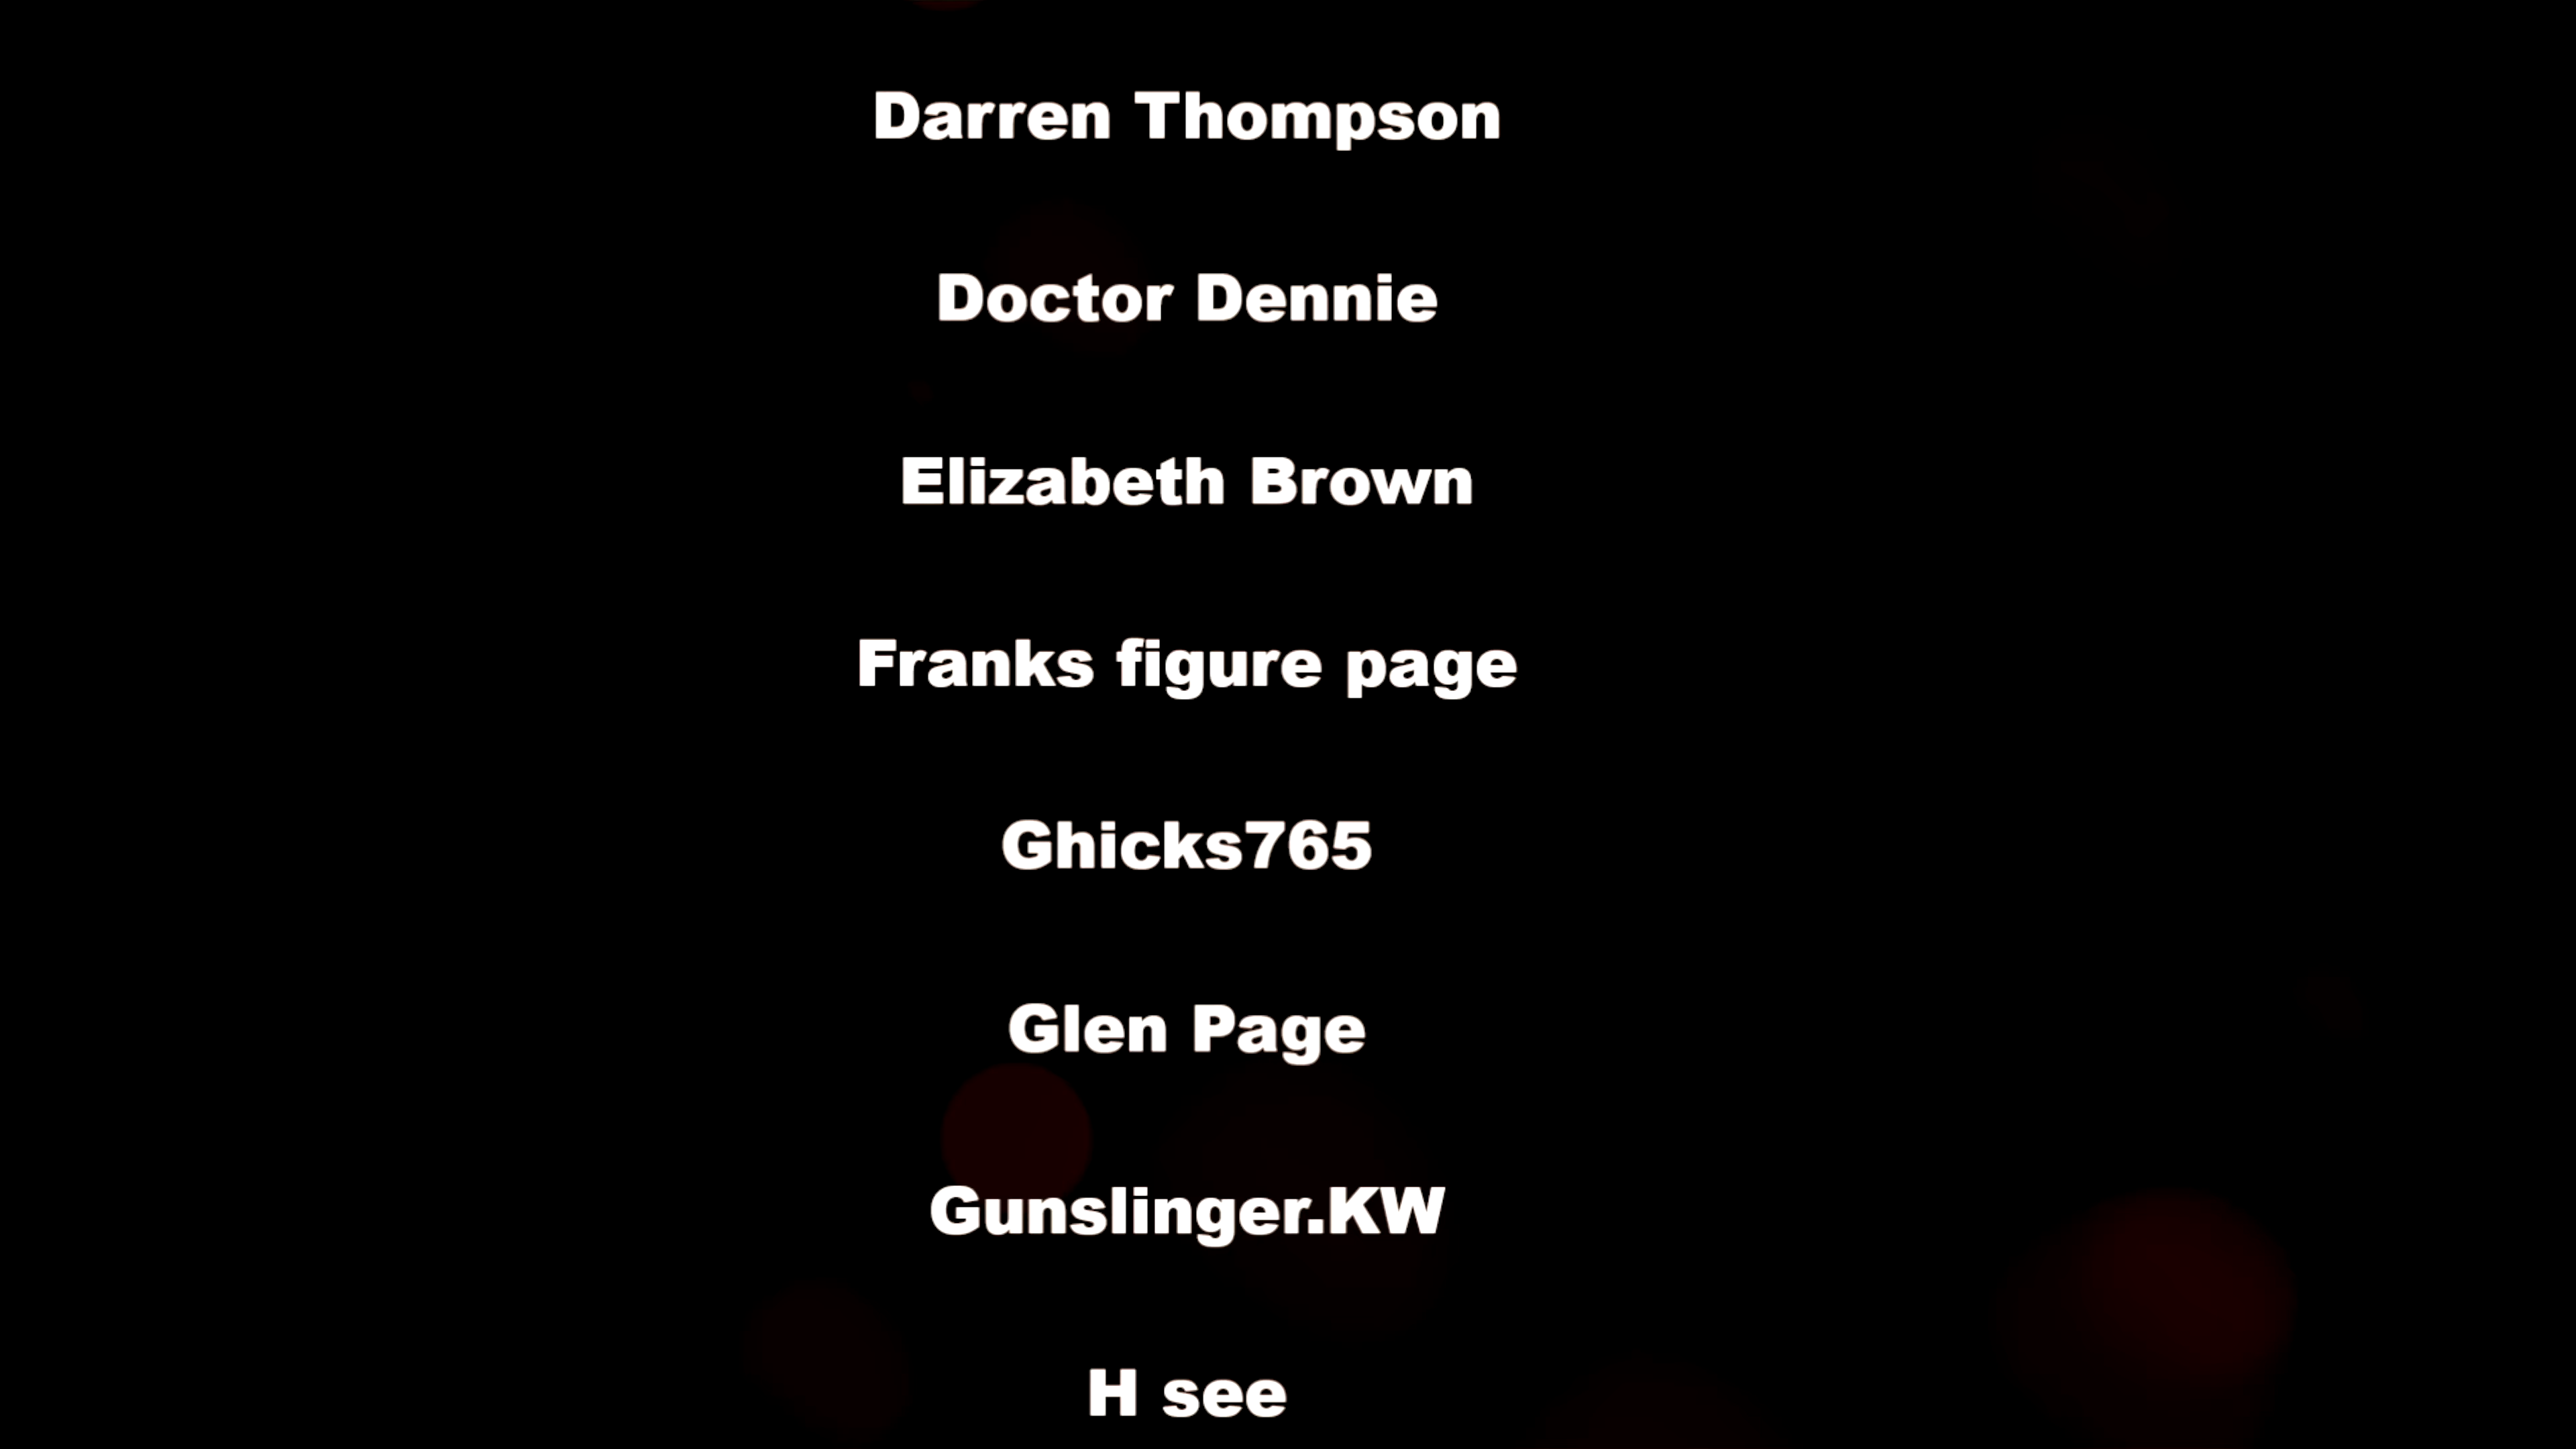 Darren Thompson
Doctor Dennie
Elizabeth Brown
Franks figure page
Ghicks765
Glen Page
Gunslinger.KW
H see